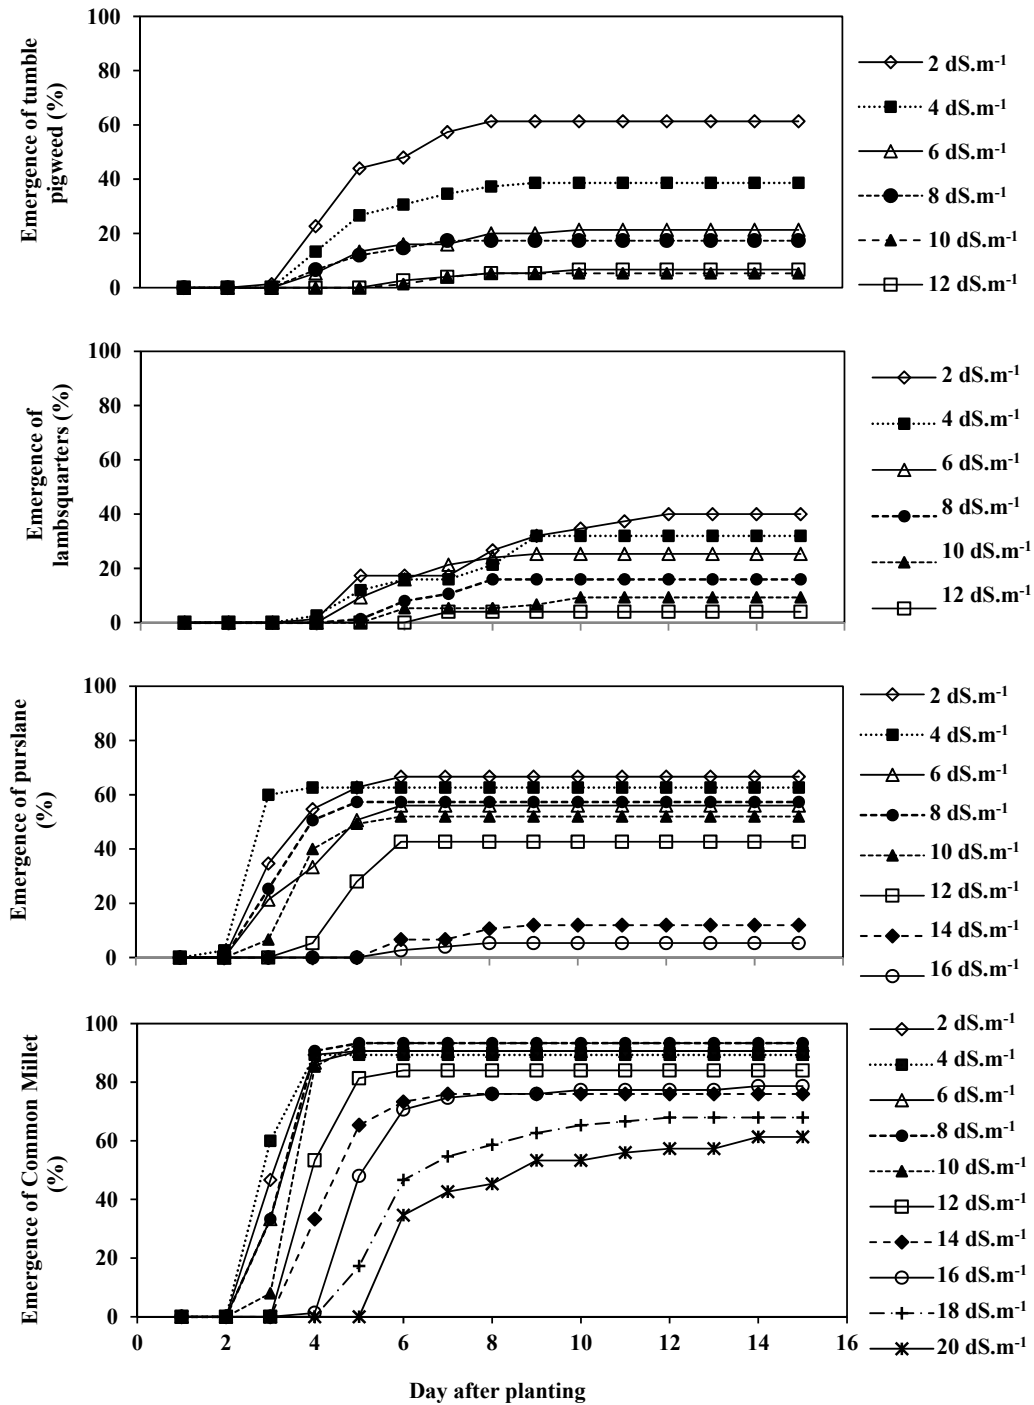 Emergence of tumble
pigweed (%)
100
80
60
40
20
0
2 dS.m⁻¹
4 dS.m⁻¹
6 dS.m⁻¹
8 dS.m⁻¹
10 dS.m⁻¹
12 dS.m⁻¹
Emergence of
lambsquarters (%)
100
80
60
40
20
0
2 dS.m⁻¹
4 dS.m⁻¹
6 dS.m⁻¹
8 dS.m⁻¹
10 dS.m⁻¹
12 dS.m⁻¹
Emergence of purslane
(%)
100
80
60
40
20
0
2 dS.m⁻¹
4 dS.m⁻¹
6 dS.m⁻¹
8 dS.m⁻¹
10 dS.m⁻¹
12 dS.m⁻¹
14 dS.m⁻¹
16 dS.m⁻¹
Emergence of Common Millet
(%)
100
80
60
40
20
0
0 2 4 6 8 10 12 14 16
2 dS.m⁻¹
4 dS.m⁻¹
6 dS.m⁻¹
8 dS.m⁻¹
10 dS.m⁻¹
12 dS.m⁻¹
14 dS.m⁻¹
16 dS.m⁻¹
18 dS.m⁻¹
20 dS.m⁻¹
Day after planting